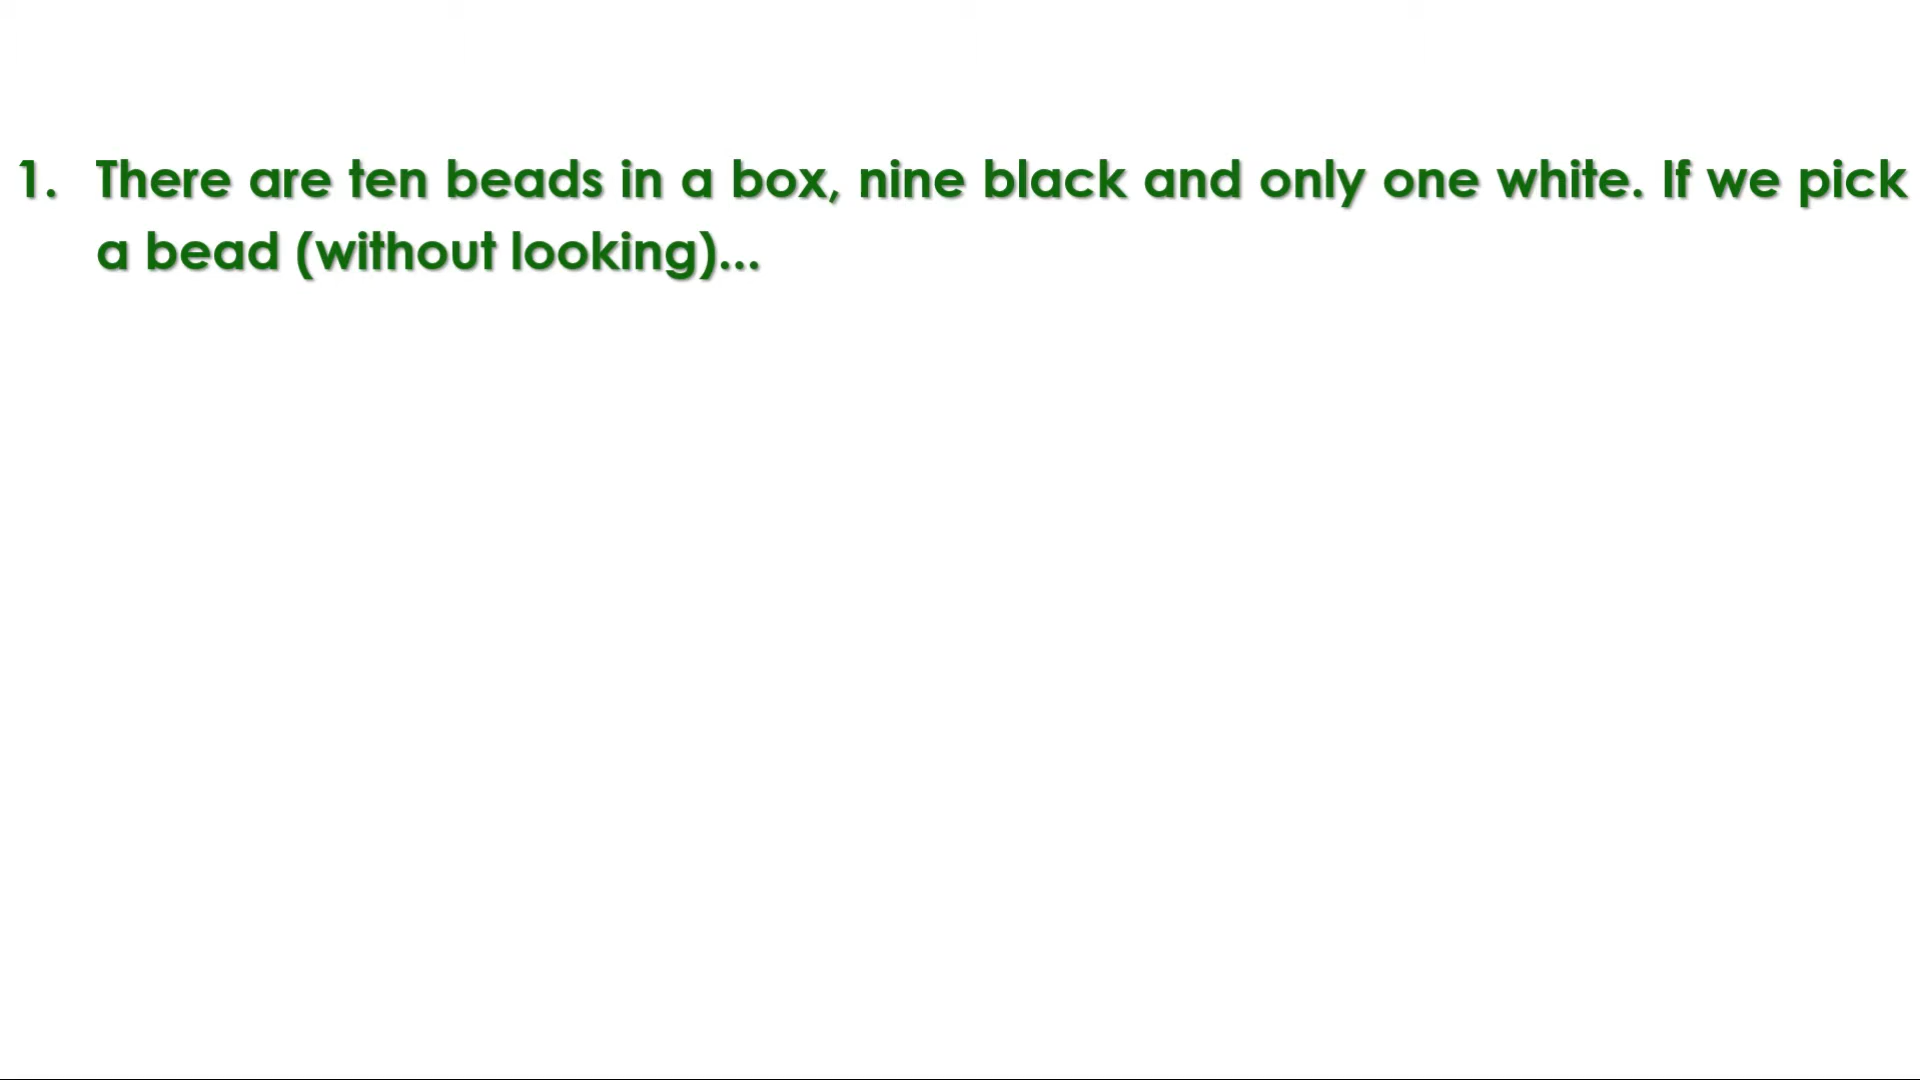 1. There are ten beads in a box, nine black and only one white. If we pick
a bead (without looking)...